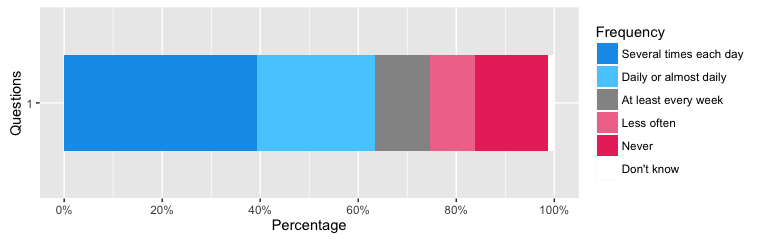 Questions
1
0%
20%
40%
60%
80%
100%
Percentage
Frequency
Several times each day
Daily or almost daily
At least every week
Less often
Never
Don't know